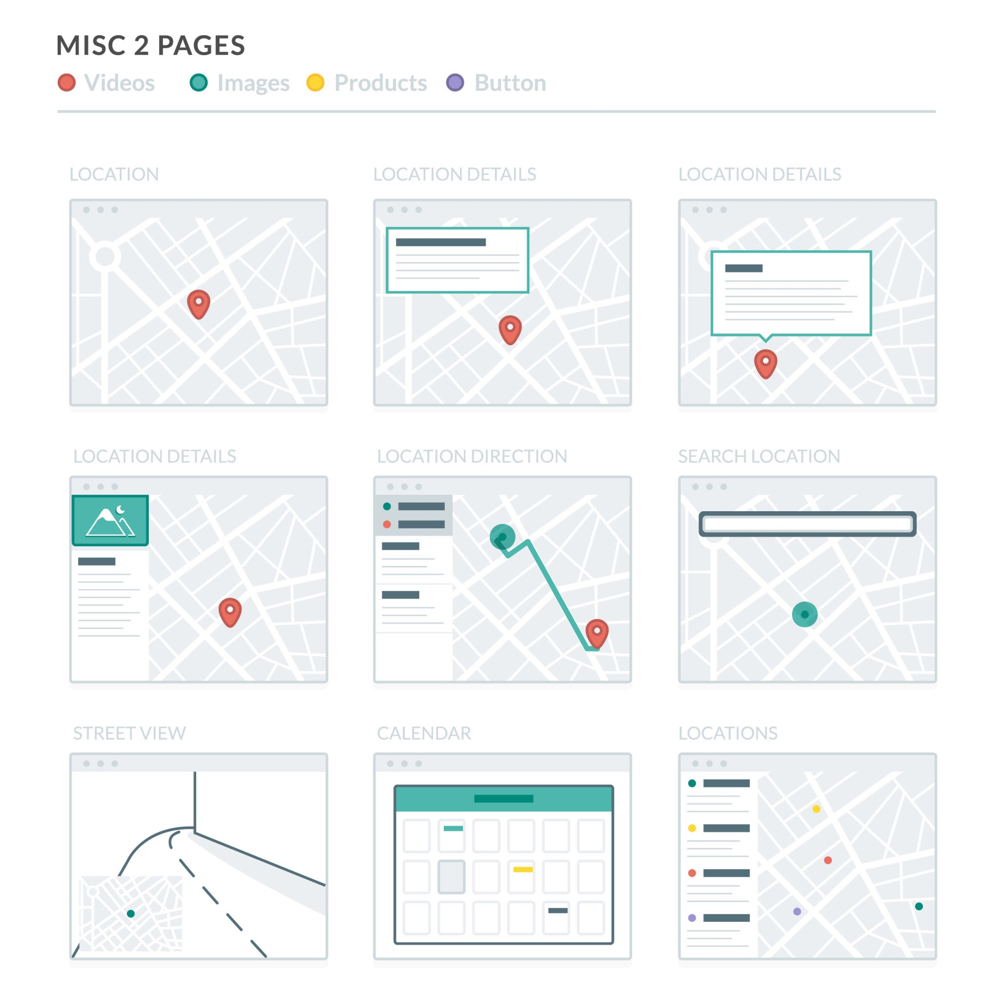 MISC 2 PAGES
Videos Images Products Button
LOCATION
LOCATION DETAILS
LOCATION DETAILS
LOCATION DETAILS
LOCATION DIRECTION
SEARCH LOCATION
STREET VIEW
CALENDAR
LOCATIONS